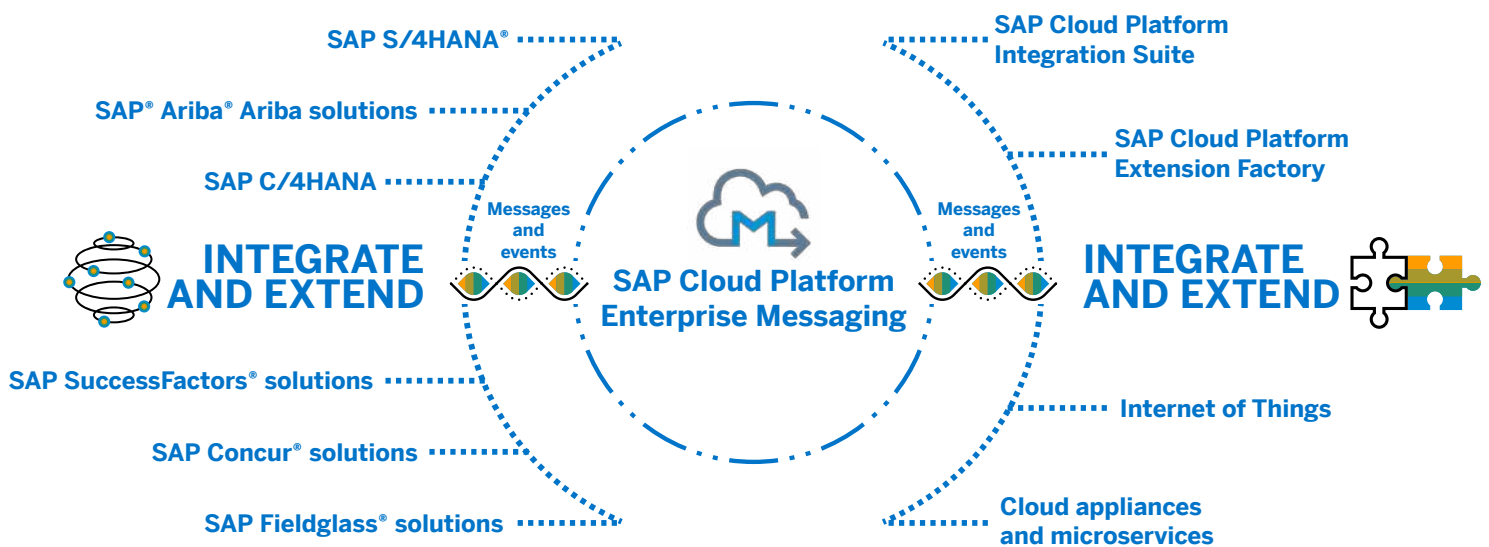 SAP S/4HANA®
SAP® Ariba® Ariba solutions
SAP C/4HANA
INTEGRATE
AND EXTEND
SAP SuccessFactors® solutions
SAP Concur® solutions
SAP Fieldglass® solutions
Messages
and
events
M
SAP Cloud Platform
Enterprise Messaging
Messages
and
events
SAP Cloud Platform
Integration Suite
SAP Cloud Platform
Extension Factory
INTEGRATE
AND EXTEND
Internet of Things
Cloud appliances
and microservices